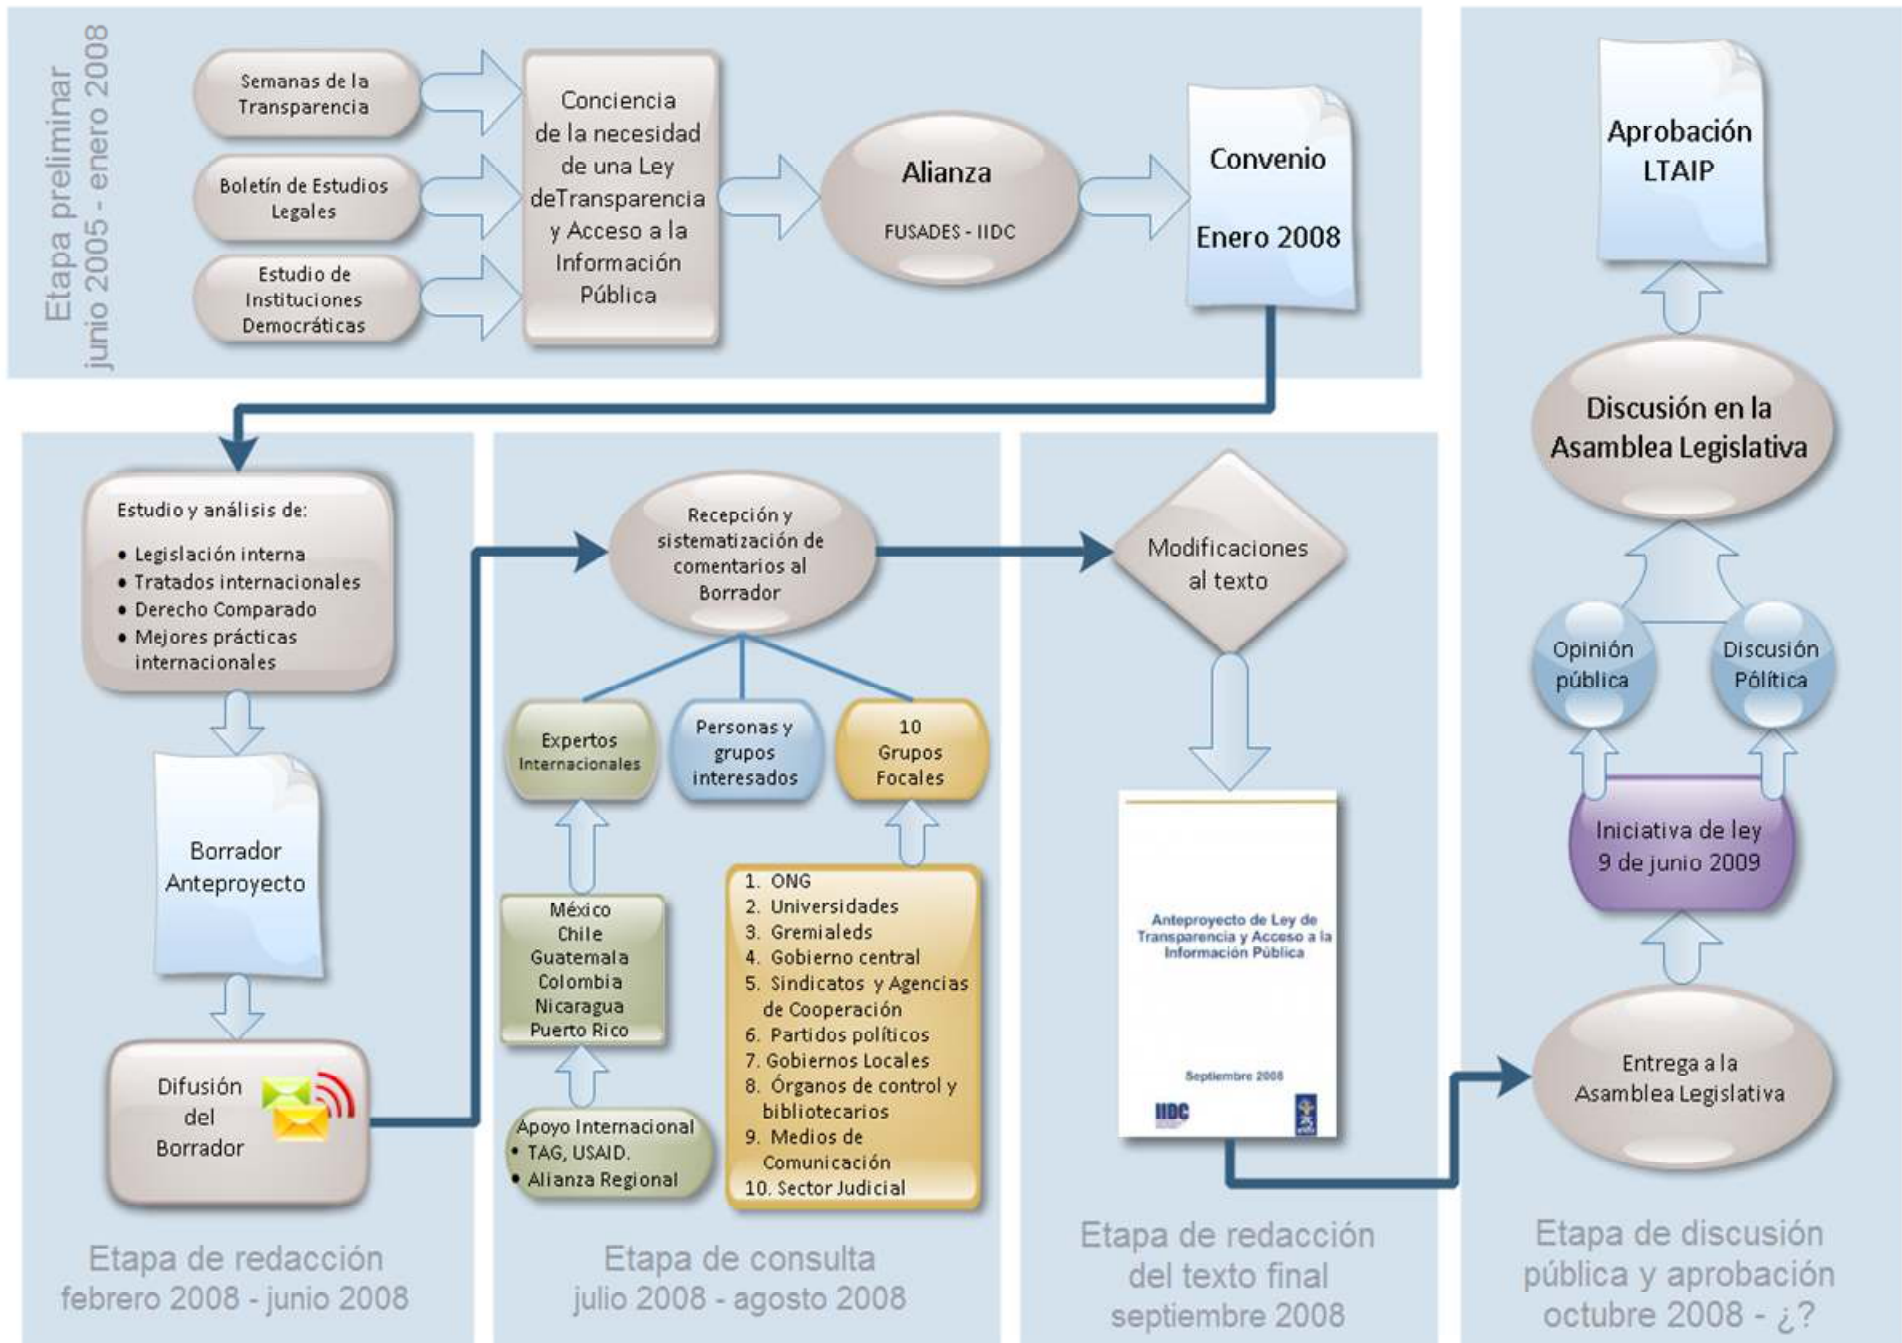 Etapa preliminar
junio 2005 - enero 2008
Semanas de la
Transparencia
Boletín de Estudios
Legales
Estudio de
Instituciones
Democráticas
Conciencia
de la necesidad
de una Ley
deTransparencia
y Acceso a la
Información
Pública
Alianza
FUSADES - IIDC
Convenio
Enero 2008
Estudio y análisis de:
• Legislación interna
• Tratados internacionales
• Derecho Comparado
• Mejores prácticas
internacionales
Borrador
Anteproyecto
Difusión
del
Borrador
Etapa de redacción
febrero 2008 - junio 2008
Recepción y
sistematización de
comentarios al
Borrador
Expertos
Internacionales
Personas y
grupos
interesados
10
Grupos
Focales
México
Chile
Guatemala
Colombia
Nicaragua
Puerto Rico
Apoyo Internacional
• TAG, USAID.
• Alianza Regional
1. ONG
2. Universidades
3. Gremialeds
4. Gobierno central
5. Sindicatos y Agencias
de Cooperación
6. Partidos políticos
7. Gobiernos Locales
8. Órganos de control y
bibliotecarios
9. Medios de
Comunicación
10. Sector Judicial
Etapa de consulta
julio 2008 - agosto 2008
Modificaciones
al texto
Anteproyecto de Ley de
Transparencia y Acceso a la
Información Pública
Septiembre 2008
IIDC
Etapa de redacción
del texto final
septiembre 2008
Aprobación
LTAIP
Discusión en la
Asamblea Legislativa
Opinión
pública
Discusión
Pólítica
Iniciativa de ley
9 de junio 2009
Entrega a la
Asamblea Legislativa
Etapa de discusión
pública y aprobación
octubre 2008 - ¿?